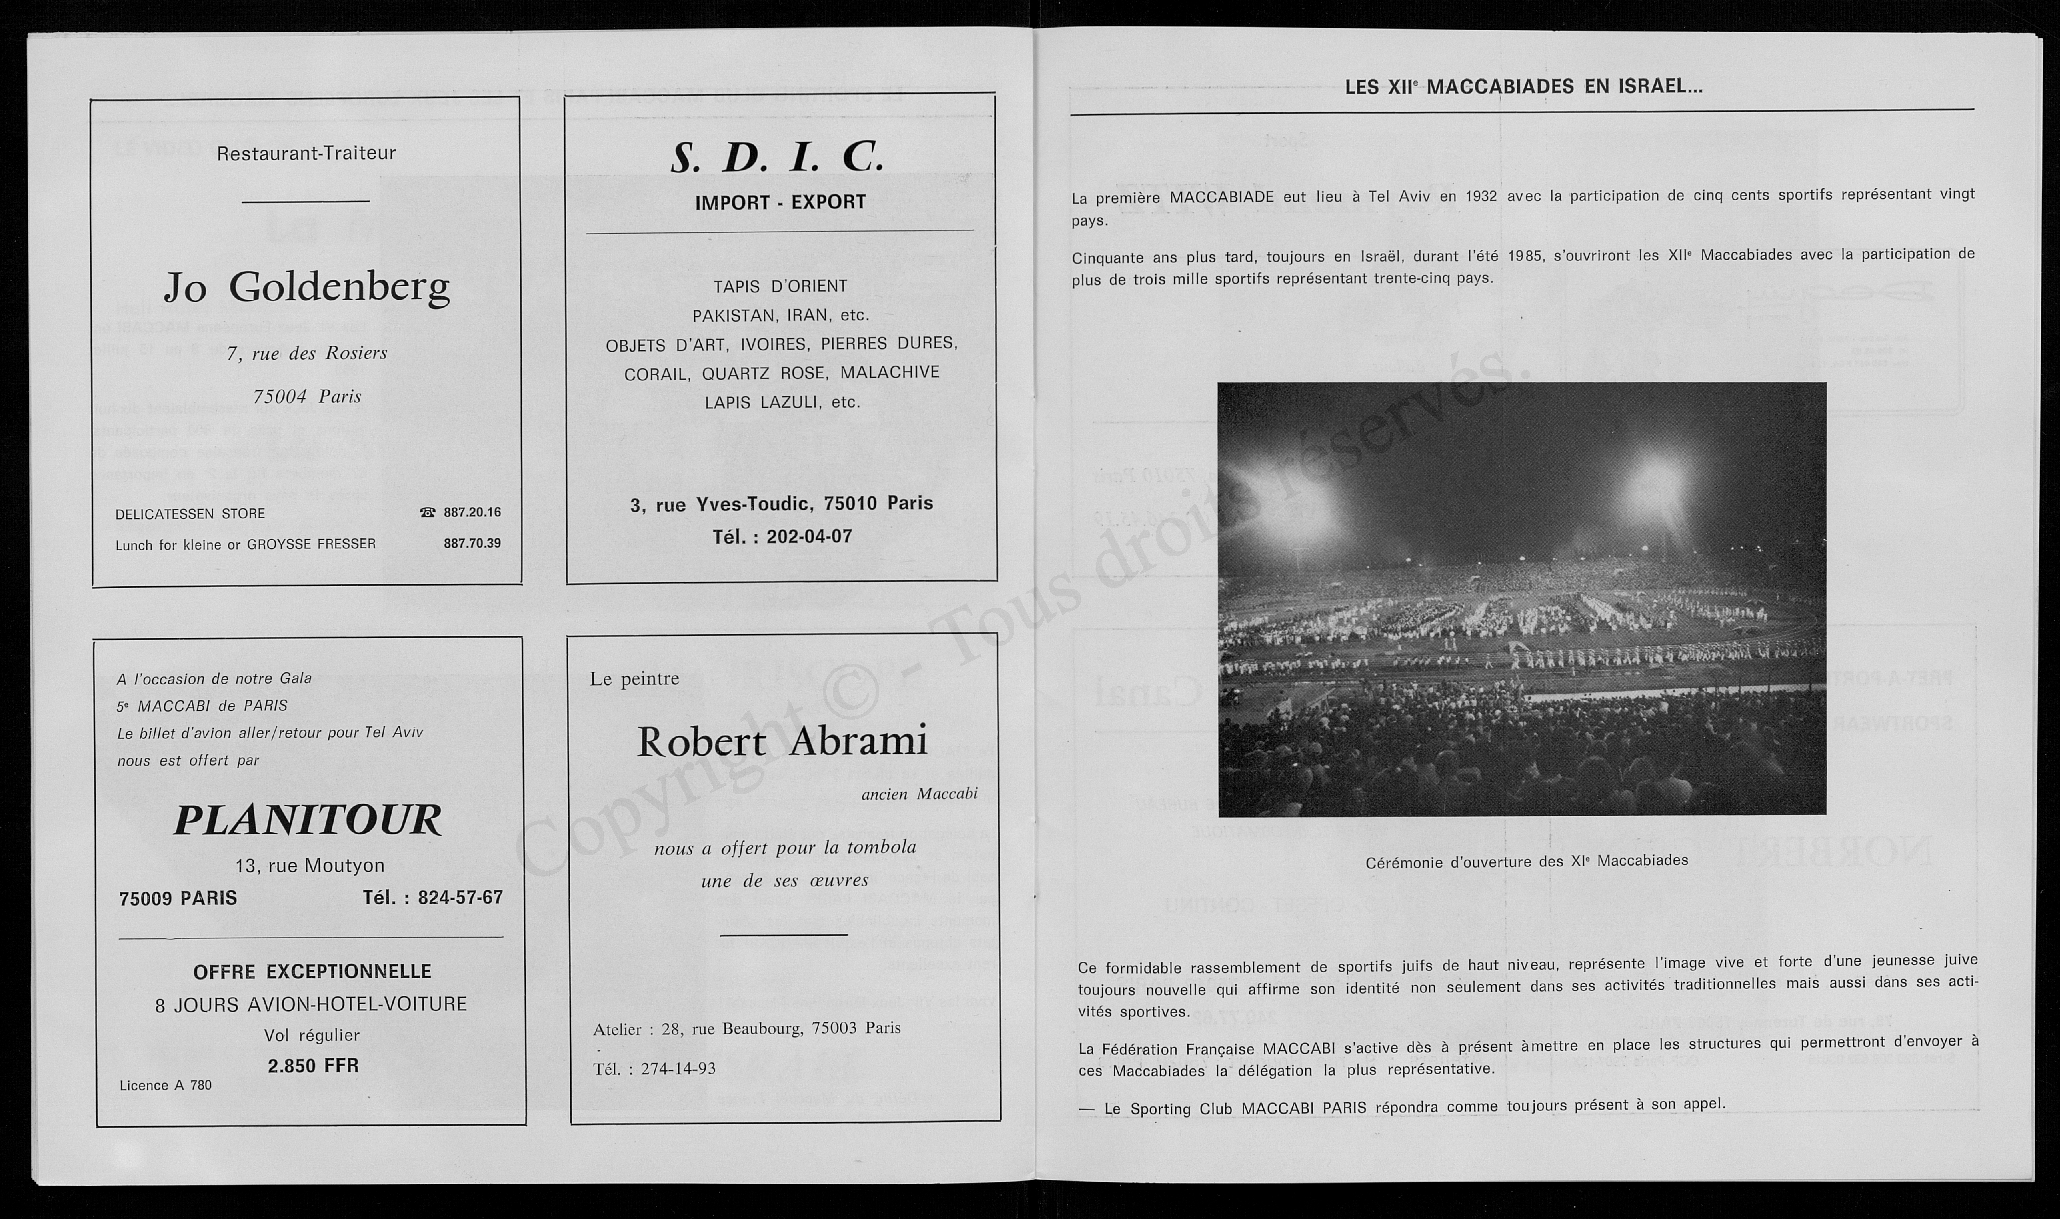 Restaurant-Traiteur
Jo Goldenberg
7, rue des Rosiers
75004 Paris
DELICATESSEN STORE ☎ 887.20.16
Lunch for kleine or GROYSSE FRESSER 887.70.39
S. D. I. C.
IMPORT - EXPORT
TAPIS D'ORIENT
PAKISTAN, IRAN, etc.
OBJETS D'ART, IVOIRES, PIERRES DURES,
CORAIL, QUARTZ ROSE, MALACHIVE
LAPIS LAZULI, etc.
3, rue Yves-Toudic, 75010 Paris
Tél. : 202-04-07
A l'occasion de notre Gala
5e MACCABI de PARIS
Le billet d'avion aller/retour pour Tel Aviv
nous est offert par
PLANITOUR
13, rue Moutyon
75009 PARIS Tél. : 824-57-67
OFFRE EXCEPTIONNELLE
8 JOURS AVION-HOTEL-VOITURE
Vol régulier
2.850 FFR
Licence A 780
Le peintre
Robert Abrami
ancien Maccabi
nous a offert pour la tombola
une de ses œuvres
Atelier : 28, rue Beaubourg, 75003 Paris
Tél. : 274-14-93
LES XIIe MACCABIADES EN ISRAEL...
La première MACCABIADE eut lieu à Tel Aviv en 1932 avec la participation de cinq cents sportifs représentant vingt
pays.
Cinquante ans plus tard, toujours en Israël, durant l'été 1985, s'ouvriront les XIIe Maccabiades avec la participation de
plus de trois mille sportifs représentant trente-cinq pays.
Cérémonie d'ouverture des XIe Maccabiades
Ce formidable rassemblement de sportifs juifs de haut niveau, représente l'image vive et forte d'une jeunesse juive
toujours nouvelle qui affirme son identité non seulement dans ses activités traditionnelles mais aussi dans ses acti-
vités sportives.
La Fédération Française MACCABI s'active dès à présent àmettre en place les structures qui permettront d'envoyer à
ces Maccabiades la délégation la plus représentative.
— Le Sporting Club MACCABI PARIS répondra comme toujours présent à son appel.
Copyright © - Tous droits réservés.